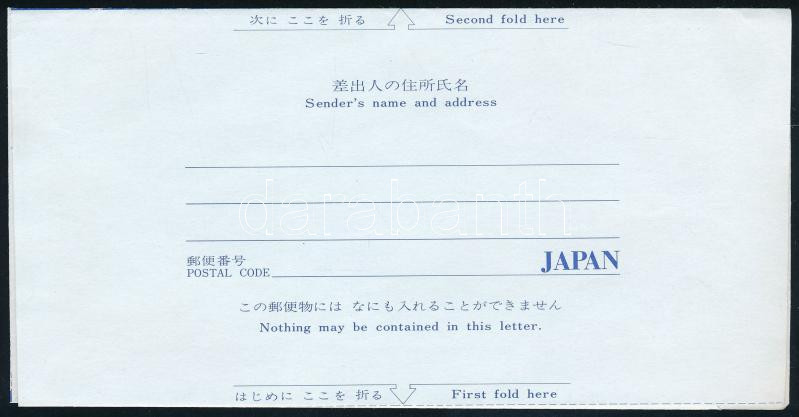 次に ここを 折る Second fold here
差出人の住所氏名
Sender's name and address
darabanth
郵便番号
POSTAL CODE JAPAN
この郵便物には なにも入れることができません
Nothing may be contained in this letter.
はじめに ここを 折る First fold here